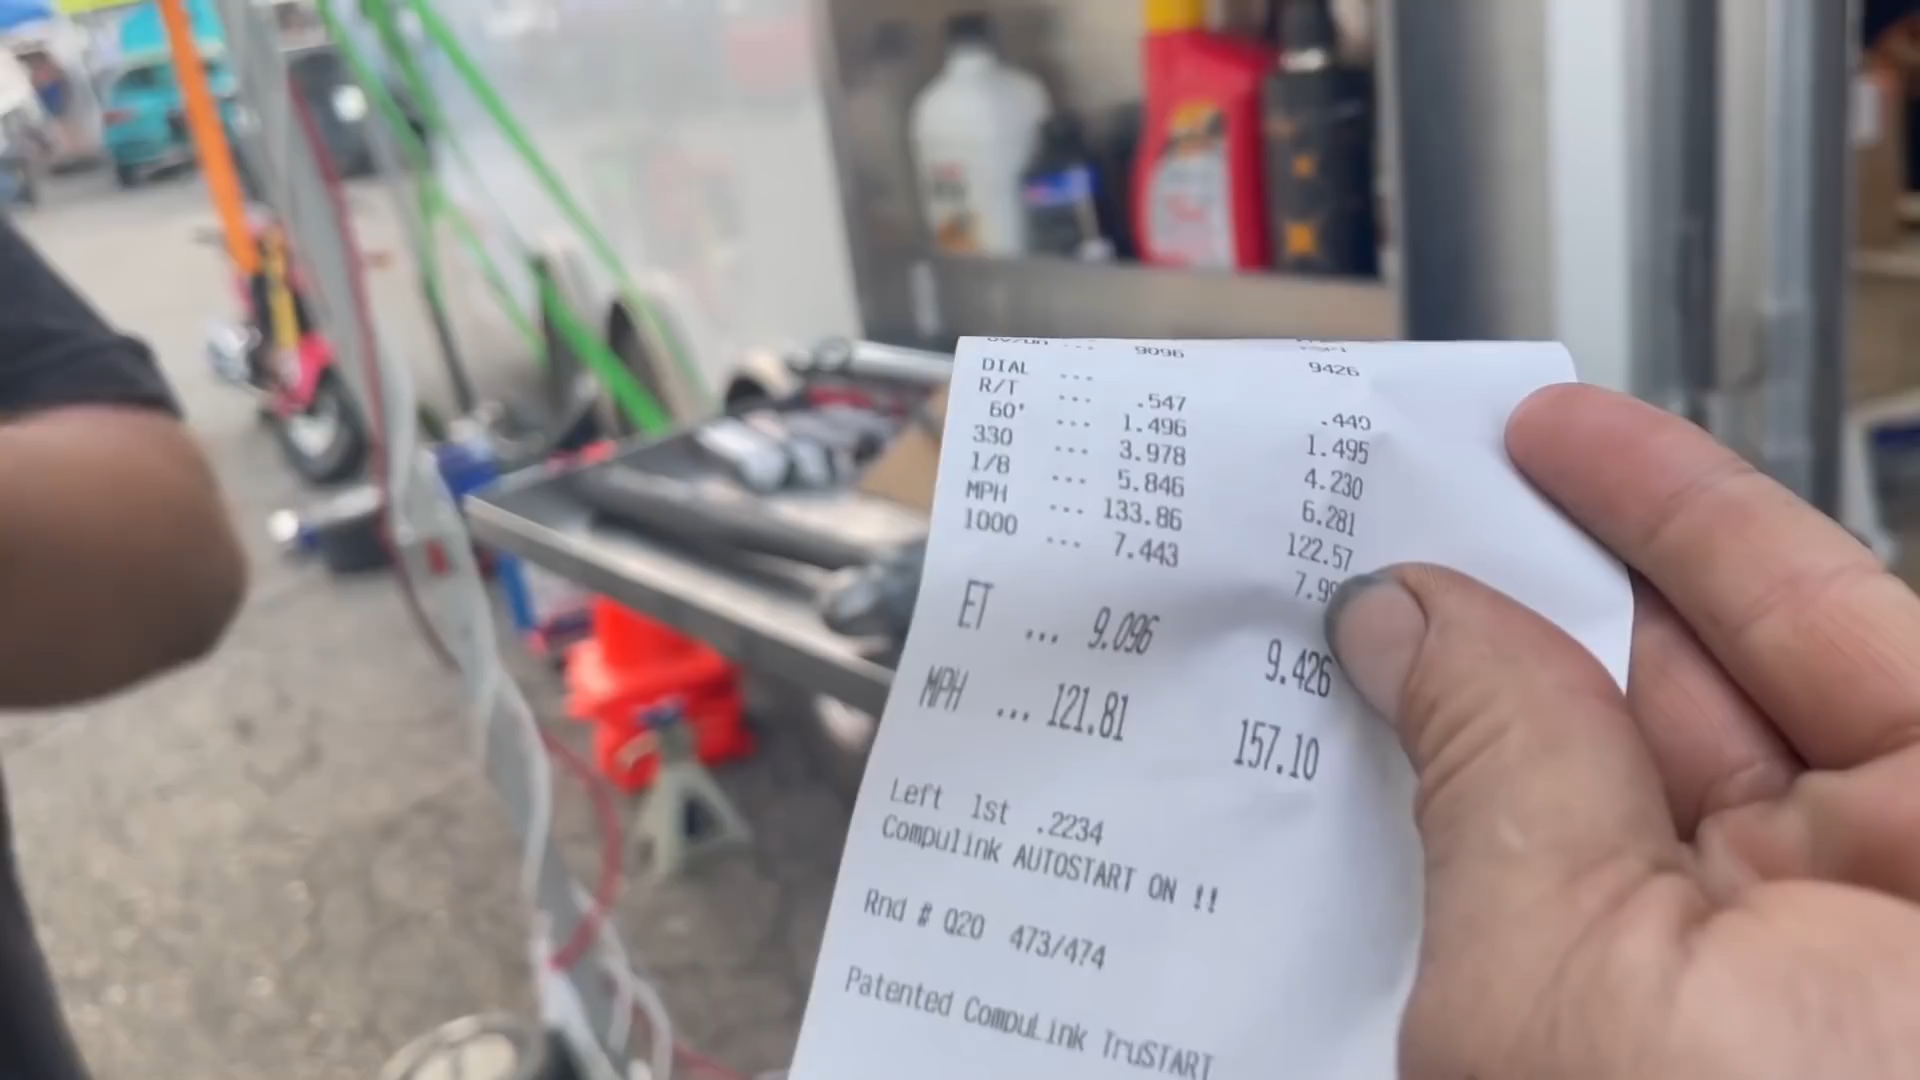 9096
DIAL ... 9426
R/T ... .547 .440
60' ... 1.496 1.495
330 ... 3.978 4.230
1/8 ... 5.846 6.281
MPH ... 133.86 122.57
1000 ... 7.443
ET ... 9.096 9.426
MPH ... 121.81 157.10
Left 1st .2234
Compulink AUTOSTART ON !!
Rnd # Q20 473/474
Patented CompuLink TruSTART